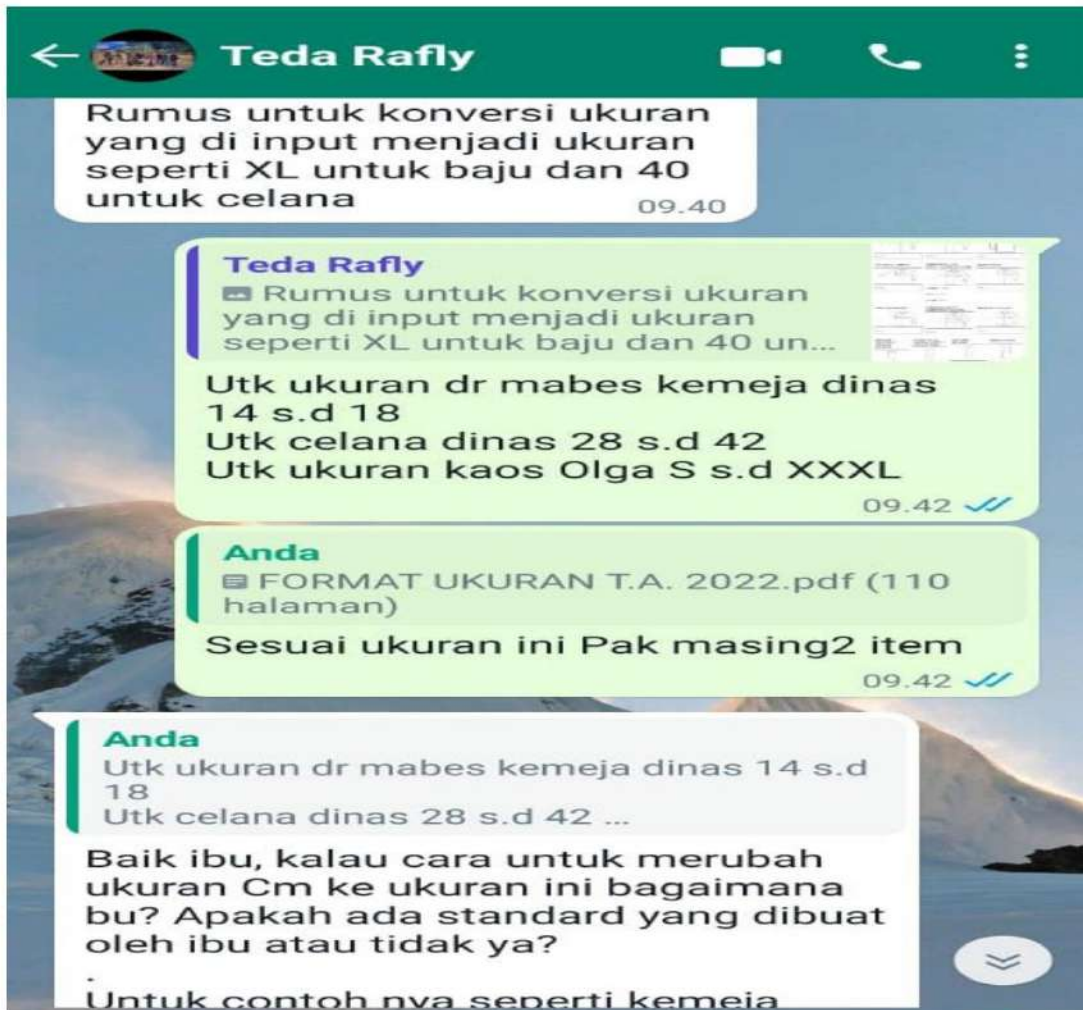 Teda Rafly
Rumus untuk konversi ukuran
yang di input menjadi ukuran
seperti XL untuk baju dan 40
untuk celana
09.40
Teda Rafly
Rumus untuk konversi ukuran
yang di input menjadi ukuran
seperti XL untuk baju dan 40 un...
Utk ukuran dr mabes kemeja dinas
14 s.d 18
Utk celana dinas 28 s.d 42
Utk ukuran kaos Olga S s.d XXXL
09.42
Anda
FORMAT UKURAN T.A. 2022.pdf (110
halaman)
Sesuai ukuran ini Pak masing2 item
09.42
Anda
Utk ukuran dr mabes kemeja dinas 14 s.d
18
Utk celana dinas 28 s.d 42 ...
Baik ibu, kalau cara untuk merubah
ukuran Cm ke ukuran ini bagaimana
bu? Apakah ada standard yang dibuat
oleh ibu atau tidak ya?
.
Untuk contoh nya seperti kemeja